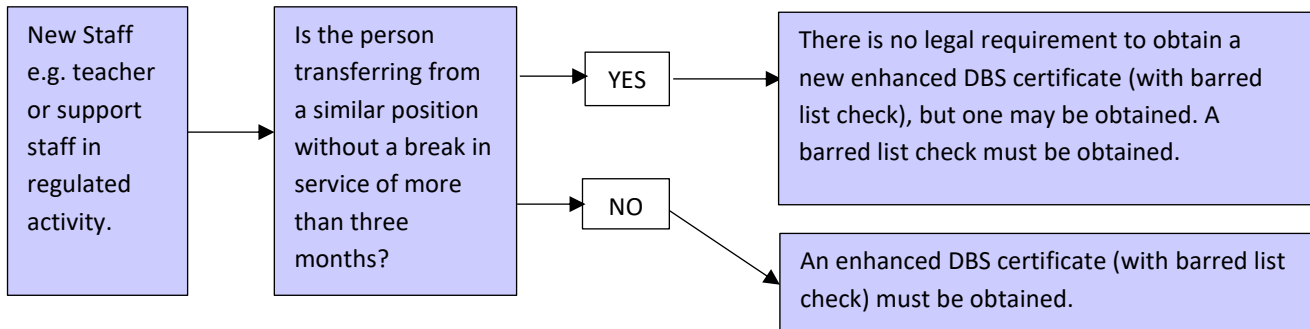 New Staff
e.g. teacher
or support
staff in
regulated
activity.
Is the person
transferring from
a similar position
without a break in
service of more
than three
months?
YES
There is no legal requirement to obtain a
new enhanced DBS certificate (with barred
list check), but one may be obtained. A
barred list check must be obtained.
NO
An enhanced DBS certificate (with barred list
check) must be obtained.